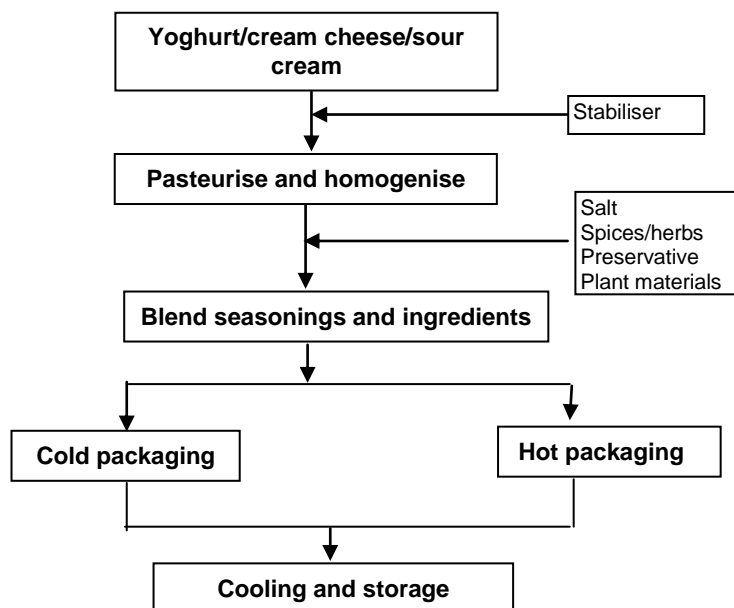 Yoghurt/cream cheese/sour
cream
Stabiliser
Pasteurise and homogenise
Salt
Spices/herbs
Preservative
Plant materials
Blend seasonings and ingredients
Cold packaging
Hot packaging
Cooling and storage